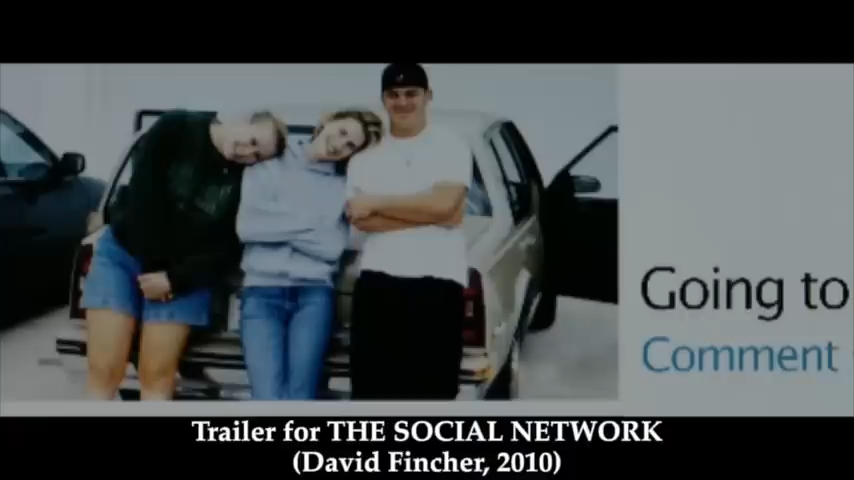 Going to
Comment
Trailer for THE SOCIAL NETWORK
(David Fincher, 2010)